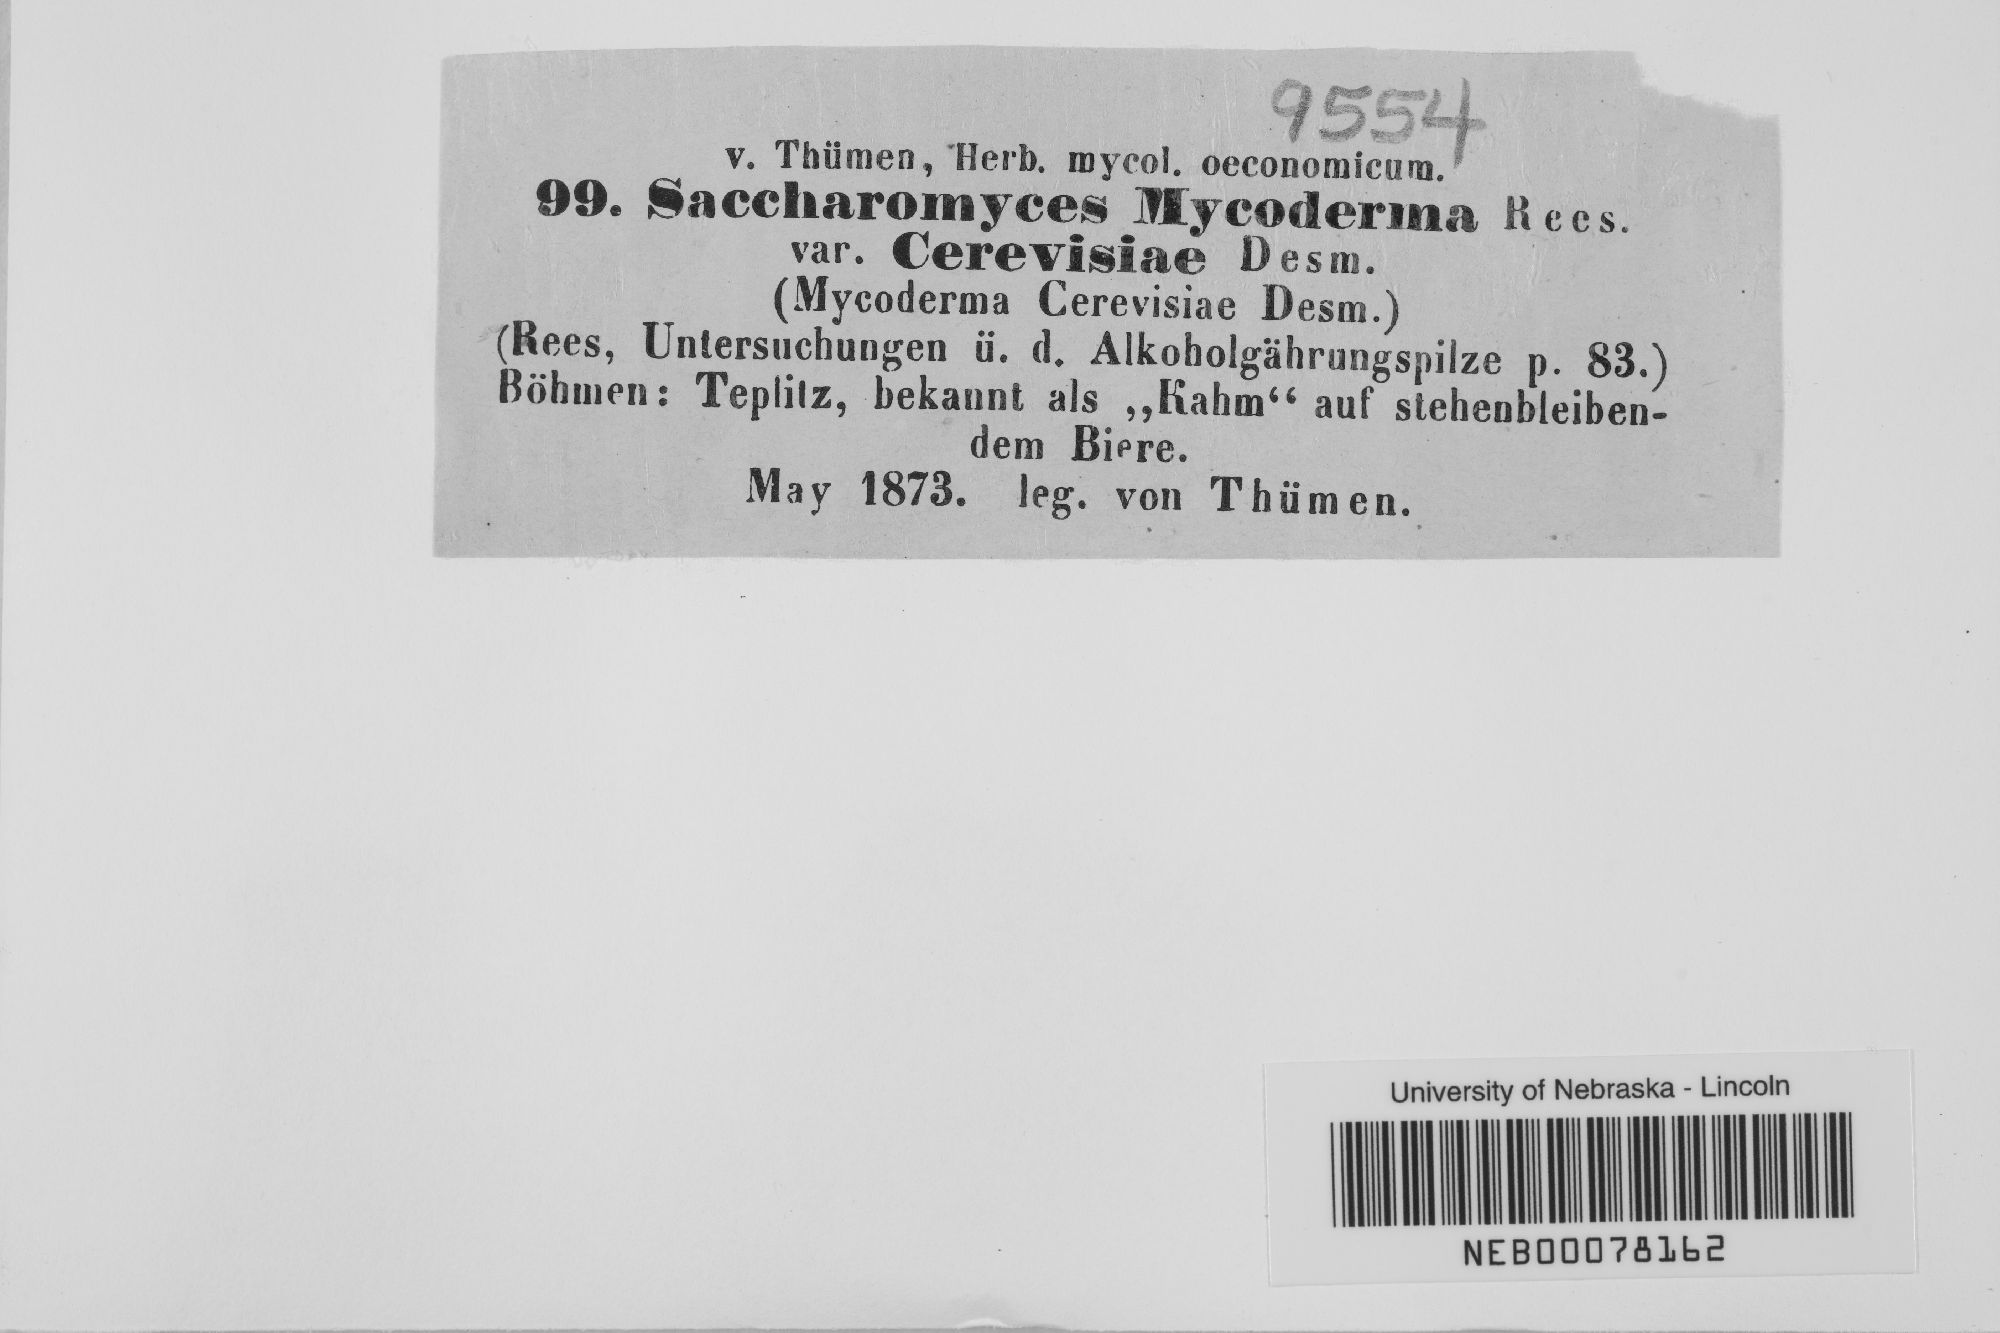 9554
v. Thümen, Herb. mycol. oeconomicum.
99. Saccharomyces Mycoderma Rees.
var. Cerevisiae Desm.
(Mycoderma Cerevisiae Desm.)
(Rees, Untersuchungen ü. d. Alkoholgährungspilze p. 83.)
Böhmen: Teplitz, bekannt als „Kahm“ auf stehenbleiben-
dem Biere.
May 1873. leg. von Thümen.
University of Nebraska - Lincoln
NEB00078162